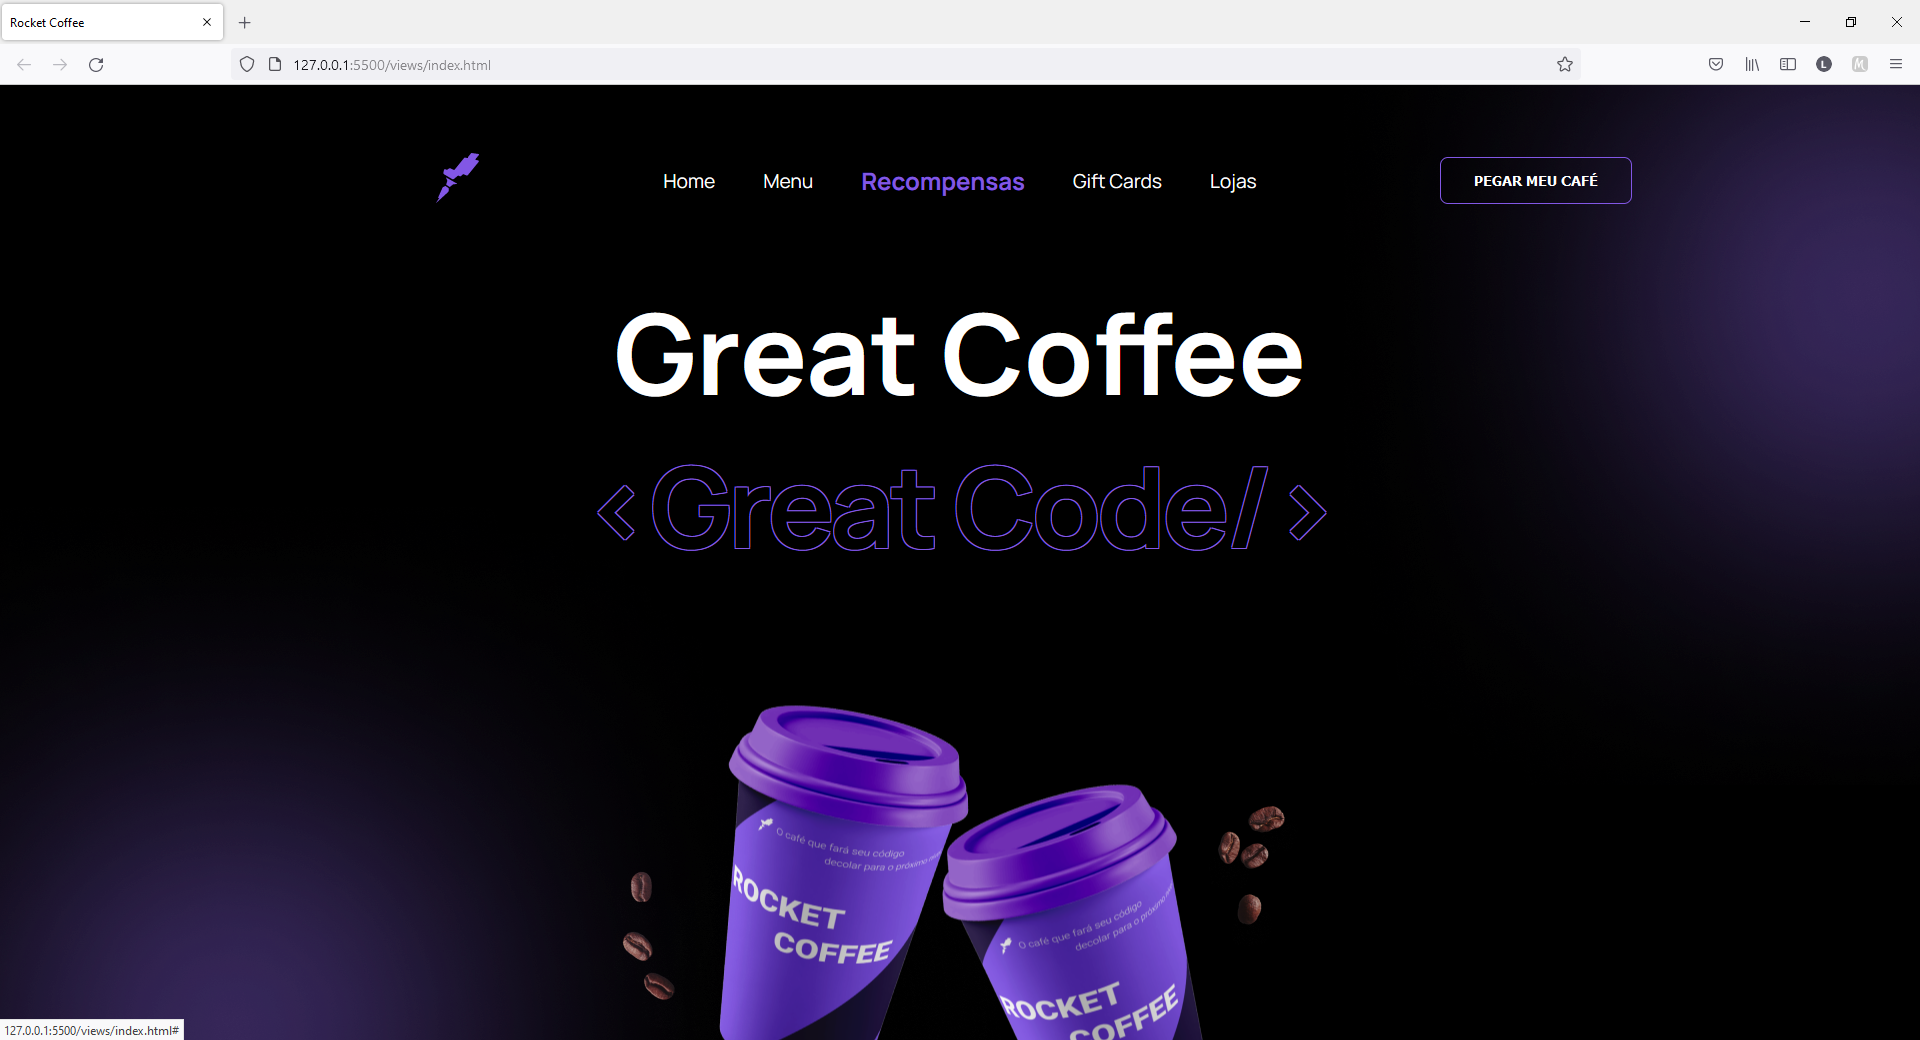 Rocket Coffee
127.0.0.1:5500/views/index.html
L
Home Menu Recompensas Gift Cards Lojas
PEGAR MEU CAFÉ
Great Coffee
<Great Code/>
O café que fará seu código
decolar para o próximo
ROCKET
COFFEE
O café que fará seu código
decolar para o próximo
ROCKET
COFFEE
127.0.0.1:5500/views/index.html#